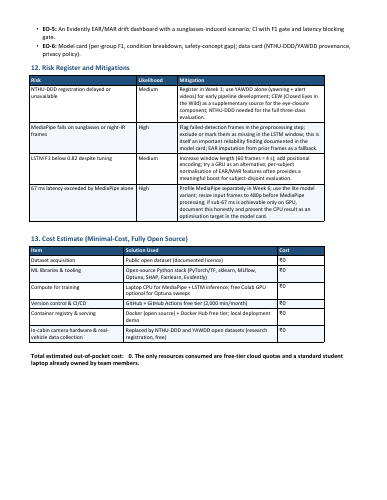 • EO-5: An Evidently EAR/MAR drift dashboard with a sunglasses-induced scenario; CI with F1 gate and latency blocking
gate.
• EO-6: Model card (per-group F1, condition breakdown, safety-concept gap); data card (NTHU-DDD/YAWDD provenance,
privacy policy).
12. Risk Register and Mitigations
Risk Likelihood Mitigation
NTHU-DDD registration delayed or
unavailable
Medium
Register in Week 1; use YAWDD alone (yawning + alert
videos) for early pipeline development; CEW (Closed Eyes in
the Wild) as a supplementary source for the eye-closure
component; NTHU-DDD needed for the full three-class
evaluation.
MediaPipe fails on sunglasses or night-IR
frames
High
Flag failed-detection frames in the preprocessing step;
exclude or mark them as missing in the LSTM window; this is
itself an important reliability finding documented in the
model card; EAR imputation from prior frames as a fallback.
LSTM F1 below 0.82 despite tuning
Medium
Increase window length (60 frames = 4 s); add positional
encoding; try a GRU as an alternative; per-subject
normalisation of EAR/MAR features often provides a
meaningful boost for subject-disjoint evaluation.
67 ms latency exceeded by MediaPipe alone
High
Profile MediaPipe separately in Week 6; use the lite model
variant; resize input frames to 480p before MediaPipe
processing; if sub-67 ms is achievable only on GPU,
document this honestly and present the CPU result as an
optimisation target in the model card.
13. Cost Estimate (Minimal-Cost, Fully Open Source)
Item Solution Used Cost
Dataset acquisition Public open dataset (documented licence) ₹0
ML libraries & tooling Open-source Python stack (PyTorch/TF, sklearn, MLflow,
Optuna, SHAP, Fairlearn, Evidently)
₹0
Compute for training Laptop CPU for MediaPipe + LSTM inference; free Colab GPU
optional for Optuna sweeps
₹0
Version control & CI/CD GitHub + GitHub Actions free tier (2,000 min/month) ₹0
Container registry & serving Docker (open source) + Docker Hub free tier; local deployment
demo
₹0
In-cabin camera hardware & real-
vehicle data collection
Replaced by NTHU-DDD and YAWDD open datasets (research
registration, free)
₹0
Total estimated out-of-pocket cost: 0. The only resources consumed are free-tier cloud quotas and a standard student
laptop already owned by team members.